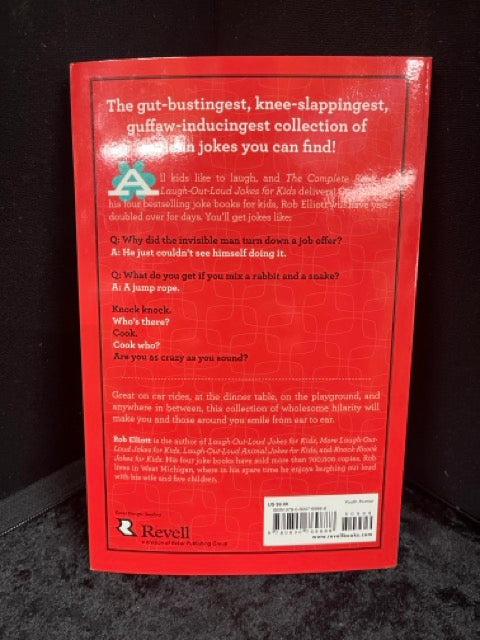 The gut-bustingest, knee-slappingest,
guffaw-inducingest collection of
jokes you can find!
All kids like to laugh, and The Complete Book of
Laugh-Out-Loud Jokes for Kids delivers!
his four bestselling joke books for kids, Rob Elliott will have you
doubled over for days. You'll get jokes like:
Q: Why did the invisible man turn down a job offer?
A: He just couldn't see himself doing it.
Q: What do you get if you mix a rabbit and a snake?
A: A jump rope.
Knock knock.
Who's there?
Cook.
Cook who?
Are you as crazy as you sound?
Great on car rides, at the dinner table, on the playground, and
anywhere in between, this collection of wholesome hilarity will
make you and those around you smile from ear to ear.
Rob Elliott is the author of Laugh-Out-Loud Jokes for Kids, More Laugh-Out-
Loud Jokes for Kids, Laugh-Out-Loud Animal Jokes for Kids, and Knock Knock
Jokes for Kids. His four joke books have sold more than 700,000 copies. Rob
lives in West Michigan, where in his spare time he enjoys laughing out loud
with his wife and five children.
Revell
a division of Baker Publishing Group
www.revellbooks.com